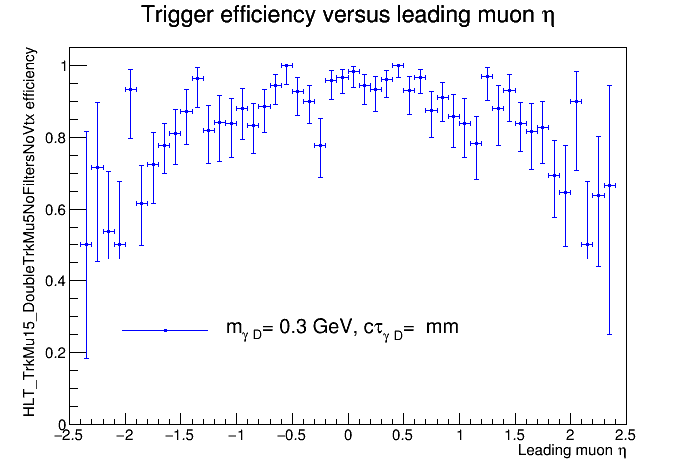 Trigger efficiency versus leading muon η
HLT_TrkMu15_DoubleTrkMu5NoFiltersNoVtx efficiency
1
0.8
0.6
0.4
0.2
0
m_γ D= 0.3 GeV, cτ_γ D=  mm
−2.5 −2 −1.5 −1 −0.5 0 0.5 1 1.5 2 2.5
Leading muon η